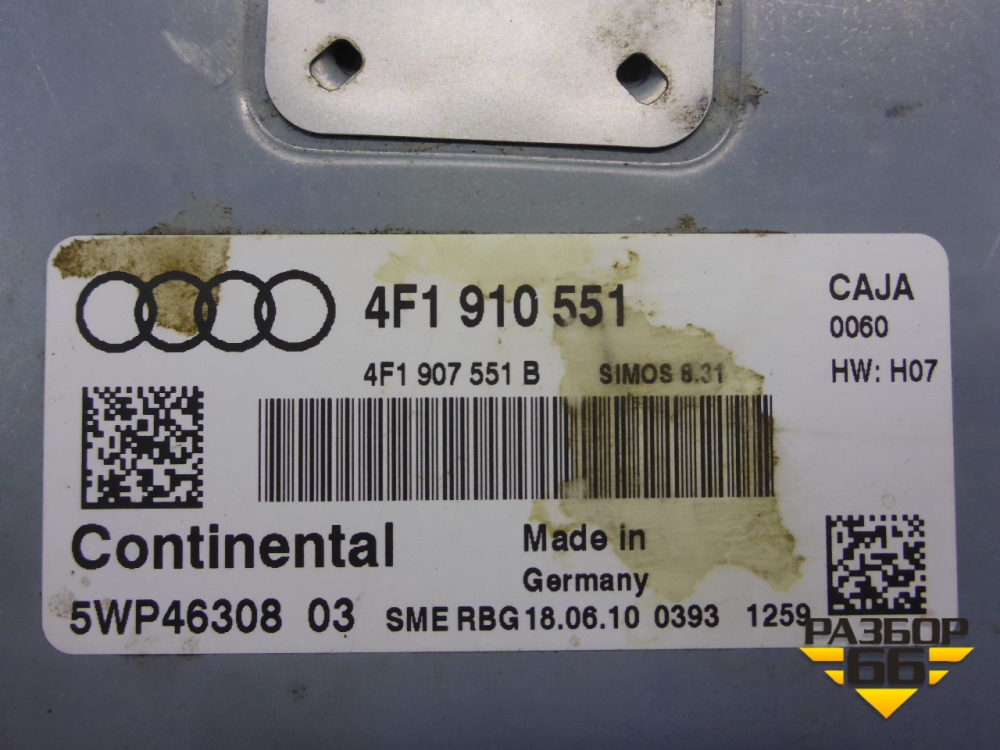 4F1 910 551
CAJA
0060
4F1 907 551 B
SIMOS 8.31
HW: H07
Continental
Made in
Germany
5WP46308 03
SME RBG 18.06.10 0393 1259
РАЗБОР
66